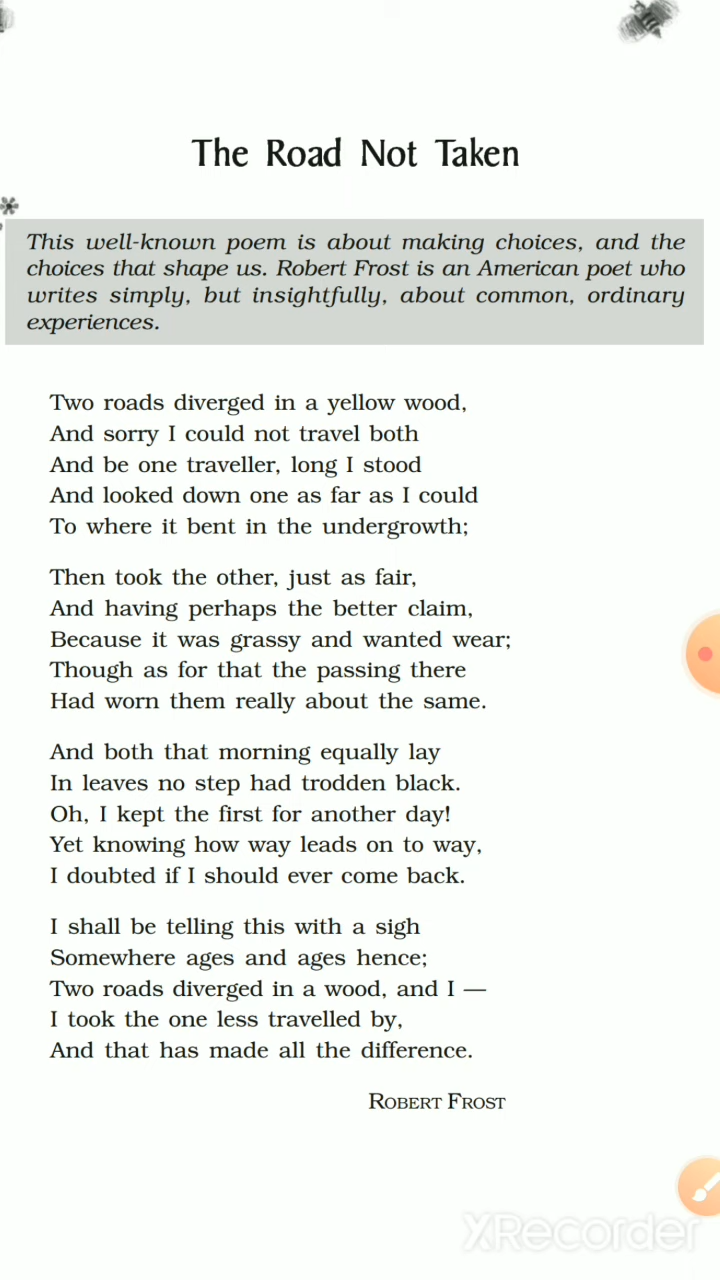 The Road Not Taken
This well-known poem is about making choices, and the
choices that shape us. Robert Frost is an American poet who
writes simply, but insightfully, about common, ordinary
experiences.
Two roads diverged in a yellow wood,
And sorry I could not travel both
And be one traveller, long I stood
And looked down one as far as I could
To where it bent in the undergrowth;
Then took the other, just as fair,
And having perhaps the better claim,
Because it was grassy and wanted wear;
Though as for that the passing there
Had worn them really about the same.
And both that morning equally lay
In leaves no step had trodden black.
Oh, I kept the first for another day!
Yet knowing how way leads on to way,
I doubted if I should ever come back.
I shall be telling this with a sigh
Somewhere ages and ages hence;
Two roads diverged in a wood, and I —
I took the one less travelled by,
And that has made all the difference.
ROBERT FROST
XRecorder